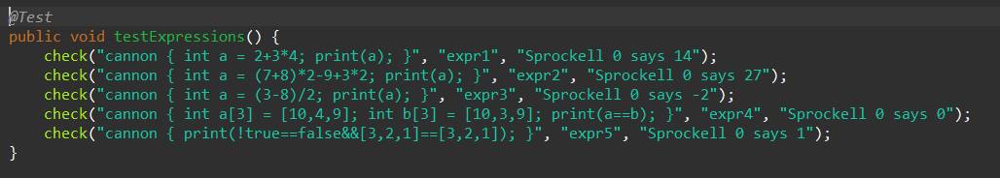 @Test
public void testExpressions() {
    check("cannon { int a = 2+3*4; print(a); }", "expr1", "Sprockell 0 says 14");
    check("cannon { int a = (7+8)*2-9+3*2; print(a); }", "expr2", "Sprockell 0 says 27");
    check("cannon { int a = (3-8)/2; print(a); }", "expr3", "Sprockell 0 says -2");
    check("cannon { int a[3] = [10,4,9]; int b[3] = [10,3,9]; print(a==b); }", "expr4", "Sprockell 0 says 0");
    check("cannon { print(!true==false&&[3,2,1]==[3,2,1]); }", "expr5", "Sprockell 0 says 1");
}